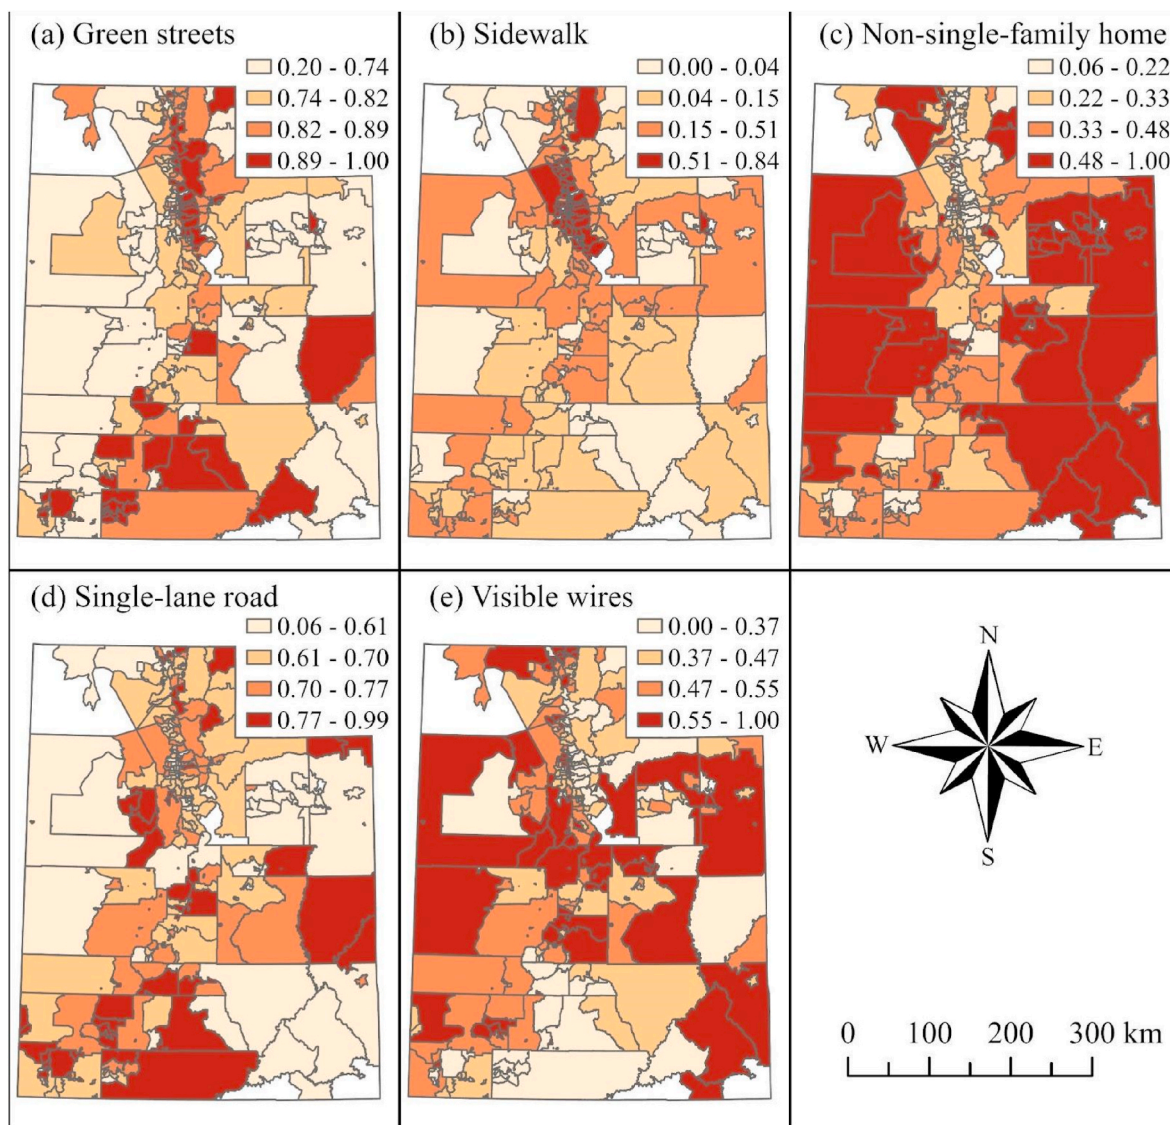 (a) Green streets
0.20 - 0.74
0.74 - 0.82
0.82 - 0.89
0.89 - 1.00
(b) Sidewalk
0.00 - 0.04
0.04 - 0.15
0.15 - 0.51
0.51 - 0.84
(c) Non-single-family home
0.06 - 0.22
0.22 - 0.33
0.33 - 0.48
0.48 - 1.00
(d) Single-lane road
0.06 - 0.61
0.61 - 0.70
0.70 - 0.77
0.77 - 0.99
(e) Visible wires
0.00 - 0.37
0.37 - 0.47
0.47 - 0.55
0.55 - 1.00
N
W E
S
0 100 200 300 km